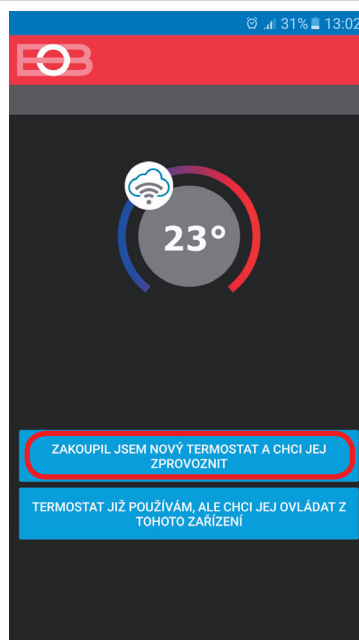 31% 13:02
EOB
23°
ZAKOUPIL JSEM NOVÝ TERMOSTAT A CHCI JEJ
ZPROVOZNIT
TERMOSTAT JIŽ POUŽÍVÁM, ALE CHCI JEJ OVLÁDAT Z
TOHOTO ZAŘÍZENÍ